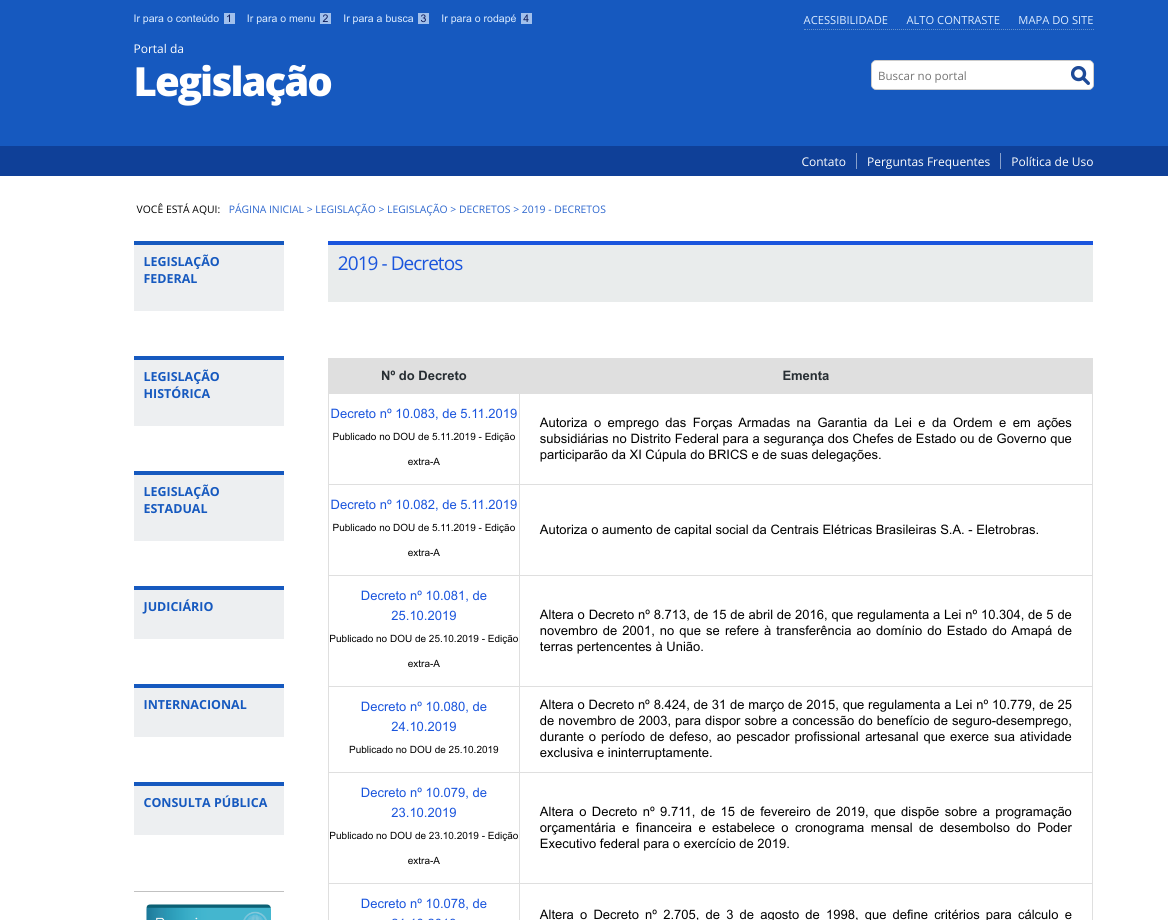 Ir para o conteúdo 1 Ir para o menu 2 Ir para a busca 3 Ir para o rodapé 4
ACESSIBILIDADE ALTO CONTRASTE MAPA DO SITE
Portal da
Legislação
Buscar no portal
Contato Perguntas Frequentes Política de Uso
VOCÊ ESTÁ AQUI: PÁGINA INICIAL > LEGISLAÇÃO > LEGISLAÇÃO > DECRETOS > 2019 - DECRETOS
LEGISLAÇÃO
FEDERAL
LEGISLAÇÃO
HISTÓRICA
LEGISLAÇÃO
ESTADUAL
JUDICIÁRIO
INTERNACIONAL
CONSULTA PÚBLICA
2019 - Decretos
Nº do Decreto Ementa
Decreto nº 10.083, de 5.11.2019
Publicado no DOU de 5.11.2019 - Edição
extra-A
Autoriza o emprego das Forças Armadas na Garantia da Lei e da Ordem e em ações
subsidiárias no Distrito Federal para a segurança dos Chefes de Estado ou de Governo que
participarão da XI Cúpula do BRICS e de suas delegações.
Decreto nº 10.082, de 5.11.2019
Publicado no DOU de 5.11.2019 - Edição
extra-A
Autoriza o aumento de capital social da Centrais Elétricas Brasileiras S.A. - Eletrobras.
Decreto nº 10.081, de
25.10.2019
Publicado no DOU de 25.10.2019 - Edição
extra-A
Altera o Decreto nº 8.713, de 15 de abril de 2016, que regulamenta a Lei nº 10.304, de 5 de
novembro de 2001, no que se refere à transferência ao domínio do Estado do Amapá de
terras pertencentes à União.
Decreto nº 10.080, de
24.10.2019
Publicado no DOU de 25.10.2019
Altera o Decreto nº 8.424, de 31 de março de 2015, que regulamenta a Lei nº 10.779, de 25
de novembro de 2003, para dispor sobre a concessão do benefício de seguro-desemprego,
durante o período de defeso, ao pescador profissional artesanal que exerce sua atividade
exclusiva e ininterruptamente.
Decreto nº 10.079, de
23.10.2019
Publicado no DOU de 23.10.2019 - Edição
extra-A
Altera o Decreto nº 9.711, de 15 de fevereiro de 2019, que dispõe sobre a programação
orçamentária e financeira e estabelece o cronograma mensal de desembolso do Poder
Executivo federal para o exercício de 2019.
Decreto nº 10.078, de
Altera o Decreto nº 2.705, de 3 de agosto de 1998, que define critérios para cálculo e